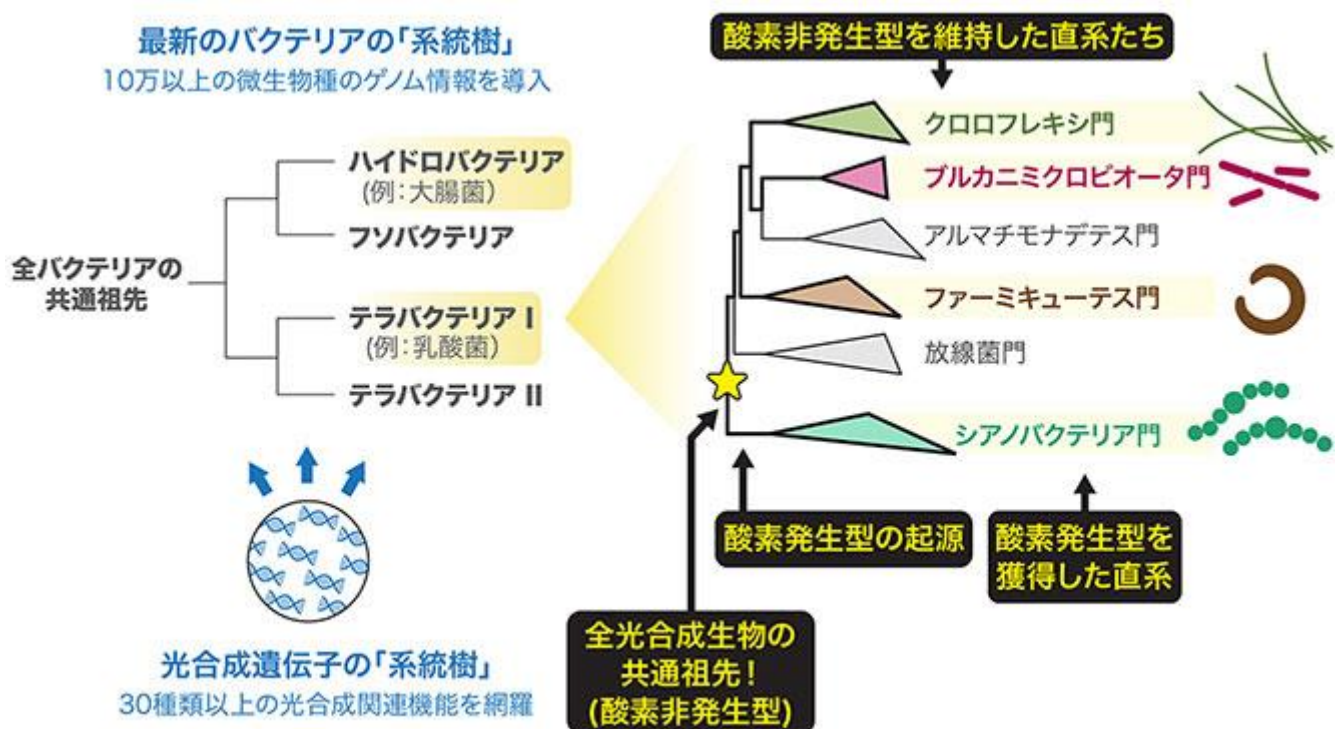 最新のバクテリアの「系統樹」
10万以上の微生物種のゲノム情報を導入
全バクテリアの
共通祖先
ハイドロバクテリア
(例：大腸菌)
フソバクテリア
テラバクテリア I
(例：乳酸菌)
テラバクテリア II
光合成遺伝子の「系統樹」
30種類以上の光合成関連機能を網羅
酸素非発生型を維持した直系たち
クロロフレキシ門
ブルカニミクロビオータ門
アルマチモナデテス門
ファーミキューテス門
放線菌門
シアノバクテリア門
酸素発生型の起源
酸素発生型を
獲得した直系
全光合成生物の
共通祖先！
(酸素非発生型)